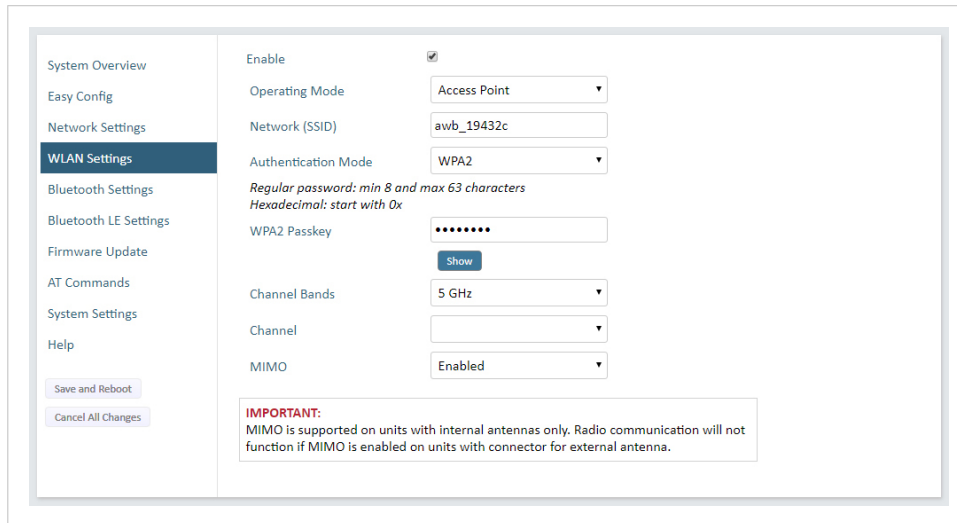 System Overview
Easy Config
Network Settings
WLAN Settings
Bluetooth Settings
Bluetooth LE Settings
Firmware Update
AT Commands
System Settings
Help
Save and Reboot
Cancel All Changes
Enable
Operating Mode Access Point
Network (SSID) awb_19432c
Authentication Mode WPA2
Regular password: min 8 and max 63 characters
Hexadecimal: start with 0x
WPA2 Passkey ••••••••
Show
Channel Bands 5 GHz
Channel
MIMO Enabled
IMPORTANT:
MIMO is supported on units with internal antennas only. Radio communication will not
function if MIMO is enabled on units with connector for external antenna.